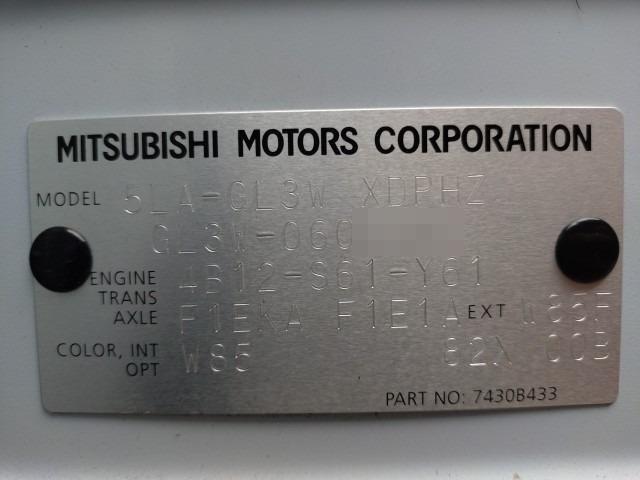 MITSUBISHI MOTORS CORPORATION
MODEL 5LA-GL3W XDPHZ
GL3W-060
ENGINE 4B12-S61-Y61
TRANS
AXLE F1EKA F1E1A EXT W85F
COLOR, INT
OPT W85 82X 00B
PART NO: 7430B433